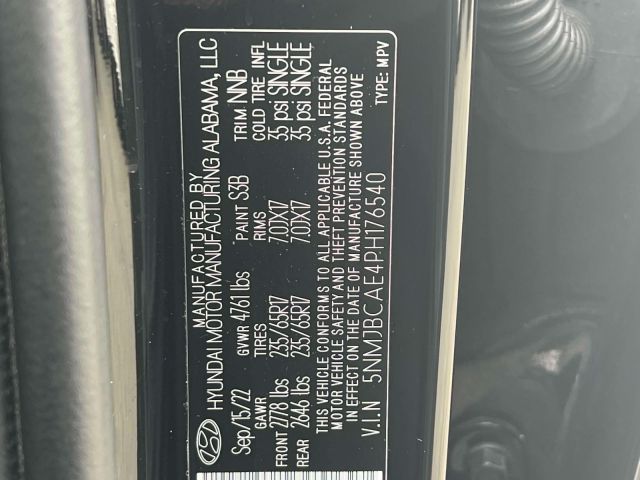 MANUFACTURED BY
HYUNDAI MOTOR MANUFACTURING ALABAMA, LLC
Sep/15/22 GVWR 4761lbs PAINT S3B TRIM NNB
GAWR TIRES RIMS COLD TIRE INFL
FRONT 2778 lbs 235/65R17 7.0JX17 35 psi SINGLE
REAR 2646 lbs 235/65R17 7.0JX17 35 psi SINGLE
THIS VEHICLE CONFORMS TO ALL APPLICABLE U.S.A. FEDERAL
MOTOR VEHICLE SAFETY AND THEFT PREVENTION STANDARDS
IN EFFECT ON THE DATE OF MANUFACTURE SHOWN ABOVE
V.I.N 5NMJBCAE4PH176540 TYPE: MPV